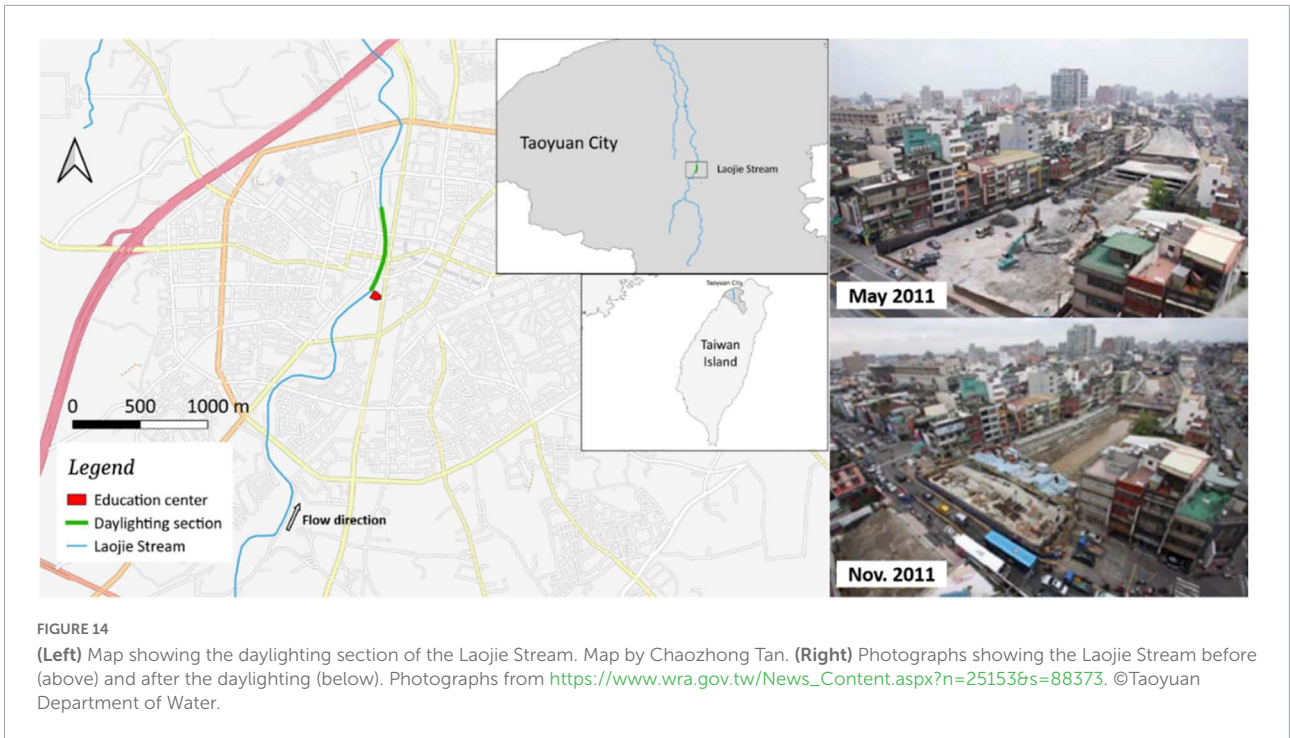 Taoyuan City
Laojie Stream
Taoyuan City
Taiwan
Island
0 500 1000 m
Legend
Education center
Daylighting section
Laojie Stream
Flow direction
May 2011
Nov. 2011
FIGURE 14
(Left) Map showing the daylighting section of the Laojie Stream. Map by Chaozhong Tan. (Right) Photographs showing the Laojie Stream before
(above) and after the daylighting (below). Photographs from https://www.wra.gov.tw/News_Content.aspx?n=25153&s=88373. ©Taoyuan
Department of Water.